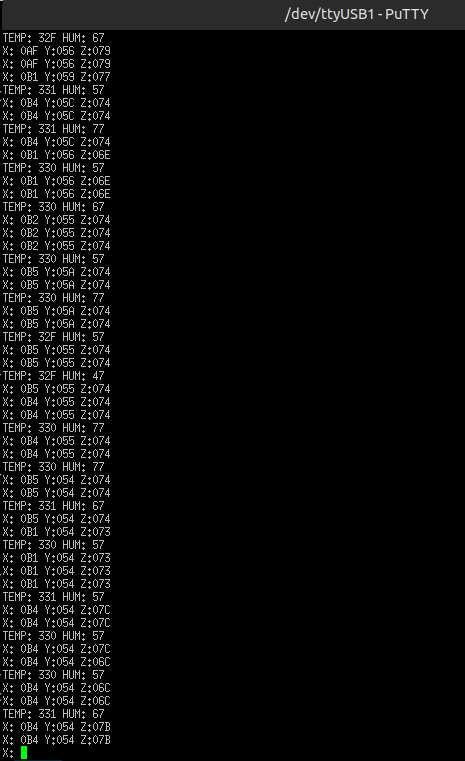 /dev/ttyUSB1 - PuTTY
TEMP: 32F HUM: 67
X: 0AF Y:056 Z:079
X: 0AF Y:056 Z:079
X: 0B1 Y:059 Z:077
TEMP: 331 HUM: 57
X: 0B4 Y:05C Z:074
X: 0B4 Y:05C Z:074
TEMP: 331 HUM: 77
X: 0B4 Y:05C Z:074
X: 0B1 Y:056 Z:06E
TEMP: 330 HUM: 57
X: 0B1 Y:056 Z:06E
X: 0B1 Y:056 Z:06E
TEMP: 330 HUM: 67
X: 0B2 Y:055 Z:074
X: 0B2 Y:055 Z:074
X: 0B2 Y:055 Z:074
TEMP: 330 HUM: 57
X: 0B5 Y:05A Z:074
X: 0B5 Y:05A Z:074
TEMP: 330 HUM: 77
X: 0B5 Y:05A Z:074
X: 0B5 Y:05A Z:074
TEMP: 32F HUM: 57
X: 0B5 Y:055 Z:074
X: 0B5 Y:055 Z:074
TEMP: 32F HUM: 47
X: 0B5 Y:055 Z:074
X: 0B4 Y:055 Z:074
X: 0B4 Y:055 Z:074
TEMP: 330 HUM: 77
X: 0B4 Y:055 Z:074
X: 0B4 Y:055 Z:074
TEMP: 330 HUM: 77
X: 0B5 Y:054 Z:074
X: 0B5 Y:054 Z:074
TEMP: 331 HUM: 67
X: 0B5 Y:054 Z:074
X: 0B1 Y:054 Z:073
TEMP: 330 HUM: 57
X: 0B1 Y:054 Z:073
X: 0B1 Y:054 Z:073
X: 0B1 Y:054 Z:073
TEMP: 331 HUM: 57
X: 0B4 Y:054 Z:07C
X: 0B4 Y:054 Z:07C
TEMP: 330 HUM: 57
X: 0B4 Y:054 Z:07C
X: 0B4 Y:054 Z:06C
TEMP: 330 HUM: 57
X: 0B4 Y:054 Z:06C
X: 0B4 Y:054 Z:06C
TEMP: 331 HUM: 67
X: 0B4 Y:054 Z:07B
X: 0B4 Y:054 Z:07B
X: